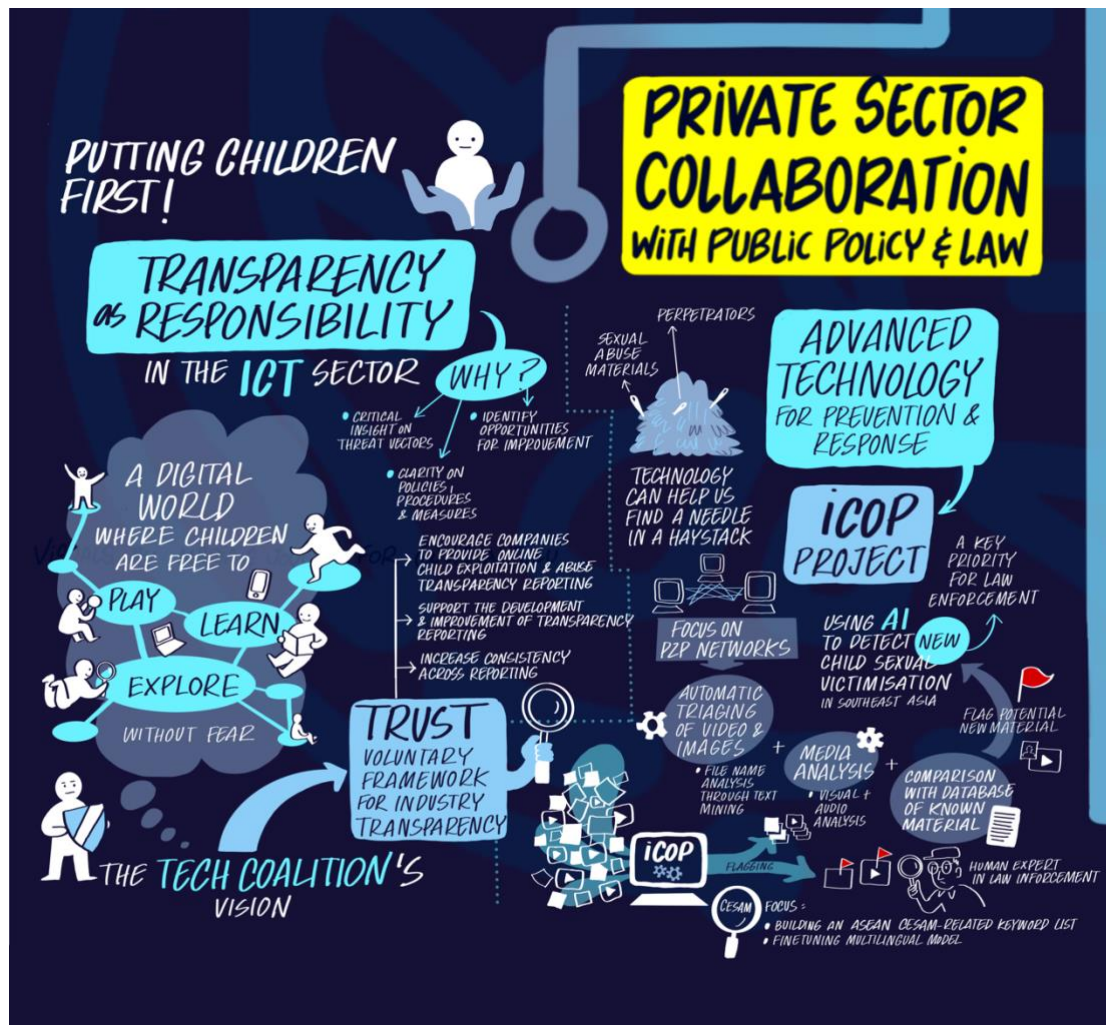 PUTTING CHILDREN
FIRST!
PRIVATE SECTOR
COLLABORATION
WITH PUBLIC POLICY & LAW
TRANSPARENCY
AS RESPONSIBILITY
IN THE ICT SECTOR
WHY?
• CRITICAL
INSIGHT ON
THREAT VECTORS
• IDENTIFY
OPPORTUNITIES
FOR IMPROVEMENT
• CLARITY ON
POLICIES,
PROCEDURES
& MEASURES
A DIGITAL
WORLD
WHERE CHILDREN
ARE FREE TO
PLAY
LEARN
EXPLORE
WITHOUT FEAR
THE TECH COALITION'S
VISION
ENCOURAGE COMPANIES
TO PROVIDE ONLINE
CHILD EXPLOITATION & ABUSE
TRANSPARENCY REPORTING
SUPPORT THE DEVELOPMENT
& IMPROVEMENT OF TRANSPARENCY
REPORTING
INCREASE CONSISTENCY
ACROSS REPORTING
TRUST
VOLUNTARY
FRAMEWORK
FOR INDUSTRY
TRANSPARENCY
PERPETRATORS
SEXUAL
ABUSE
MATERIALS
TECHNOLOGY
CAN HELP US
FIND A NEEDLE
IN A HAYSTACK
ADVANCED
TECHNOLOGY
FOR PREVENTION &
RESPONSE
iCOP
PROJECT
A KEY
PRIORITY
FOR LAW
ENFORCEMENT
USING AI
TO DETECT NEW
CHILD SEXUAL
VICTIMISATION
IN SOUTHEAST ASIA
FOCUS ON
P2P NETWORKS
AUTOMATIC
TRIAGING
OF VIDEO &
IMAGES
• FILE NAME
ANALYSIS
THROUGH TEXT
MINING
+
MEDIA
ANALYSIS
• VISUAL +
AUDIO
ANALYSIS
+
COMPARISON
WITH DATABASE
OF KNOWN
MATERIAL
FLAG POTENTIAL
NEW MATERIAL
iCOP
FLAGGING
HUMAN EXPERT
IN LAW INFORCEMENT
CESAM
FOCUS:
• BUILDING AN ASEAN CESAM-RELATED KEYWORD LIST
• FINETUNING MULTILINGUAL MODEL